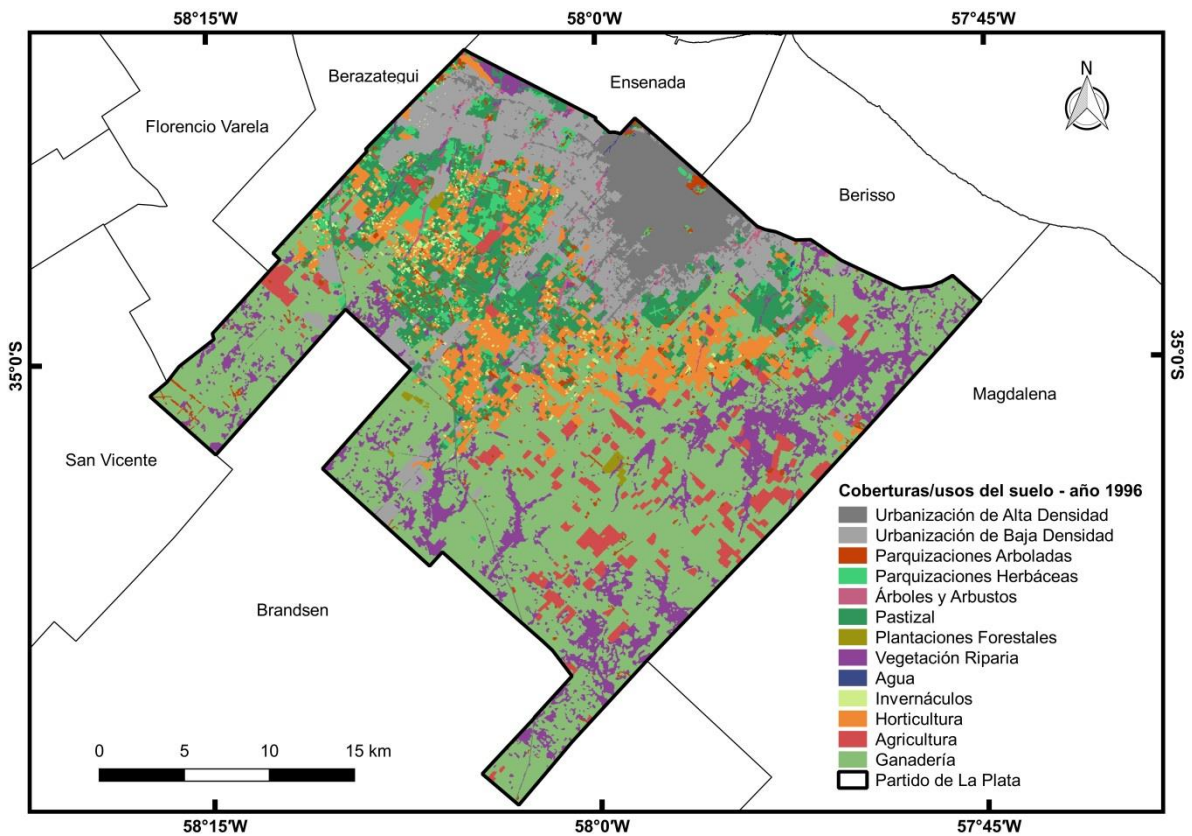 58°15'W
58°0'W
57°45'W
Berazategui
Ensenada
N
Florencio Varela
Berisso
35°0'S
35°0'S
Magdalena
San Vicente
Brandsen
Coberturas/usos del suelo - año 1996
Urbanización de Alta Densidad
Urbanización de Baja Densidad
Parquizaciones Arboladas
Parquizaciones Herbáceas
Árboles y Arbustos
Pastizal
Plantaciones Forestales
Vegetación Riparia
Agua
Invernáculos
Horticultura
Agricultura
Ganadería
Partido de La Plata
0 5 10 15 km
58°15'W
58°0'W
57°45'W